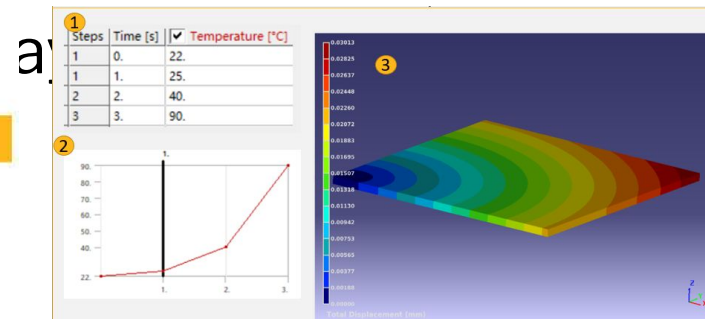 ay
1
Steps Time [s] Temperature [°C]
1 0. 22.
1 1. 25.
2 2. 40.
3 3. 90.
2
1.
90.
80.
70.
60.
50.
40.
22.
1. 2. 3.
3
0.03013
0.02825
0.02637
0.02448
0.02260
0.02072
0.01883
0.01695
0.01507
0.01318
0.01130
0.00942
0.00753
0.00565
0.00377
0.00188
0.00000
Total Displacement [mm]
Z
X